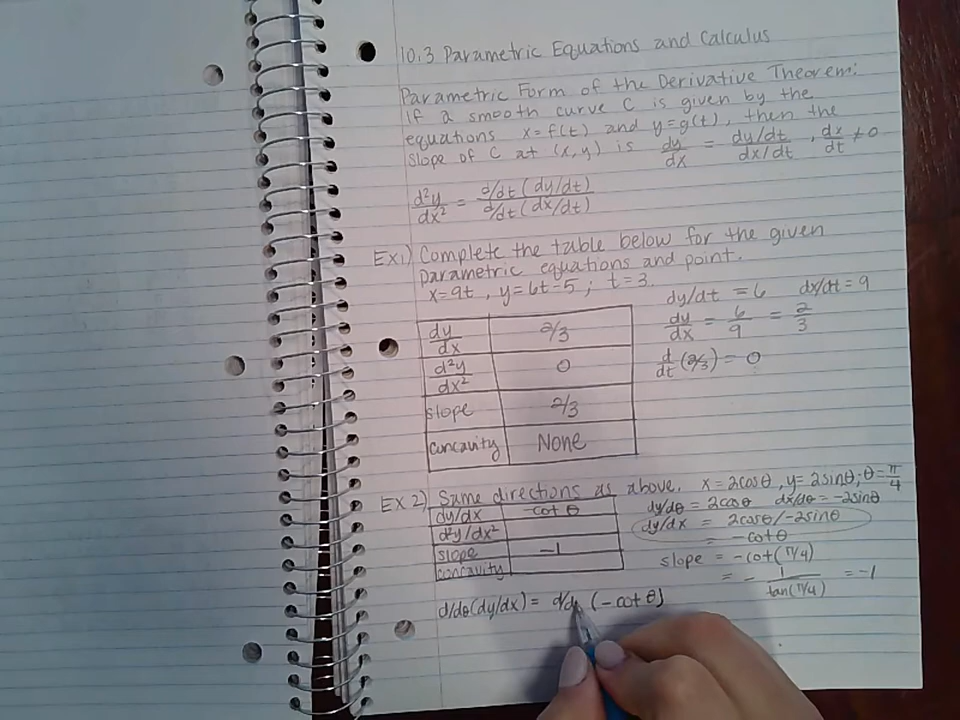 10.3 Parametric Equations and Calculus
Parametric Form of the Derivative Theorem:
If a smooth curve C is given by the
equations x = f(t) and y = g(t), then the
slope of C at (x,y) is dy/dx = dy/dt / dx/dt, dx/dt ≠ 0
d²y/dx² = d/dt (dy/dt) / d/dt (dx/dt)
Ex 1) Complete the table below for the given
parametric equations and point.
x = 9t, y = 6t - 5; t = 3.
dy/dt = 6 dx/dt = 9
dy/dx = 6/9 = 2/3
d/dt (2/3) = 0
dy/dx 2/3
d²y/dx² 0
slope 2/3
concavity None
Ex 2) Same directions as above. x = 2cosθ, y = 2sinθ; θ = π/4
dy/dx -cot θ
d²y/dx²
slope -1
concavity
dy/dθ = 2cosθ dx/dθ = -2sinθ
dy/dx = 2cosθ/-2sinθ
= -cotθ
slope = -cot(π/4)
= - 1/tan(π/4) = -1
d/dθ(dy/dx) = d/d (-cot θ)